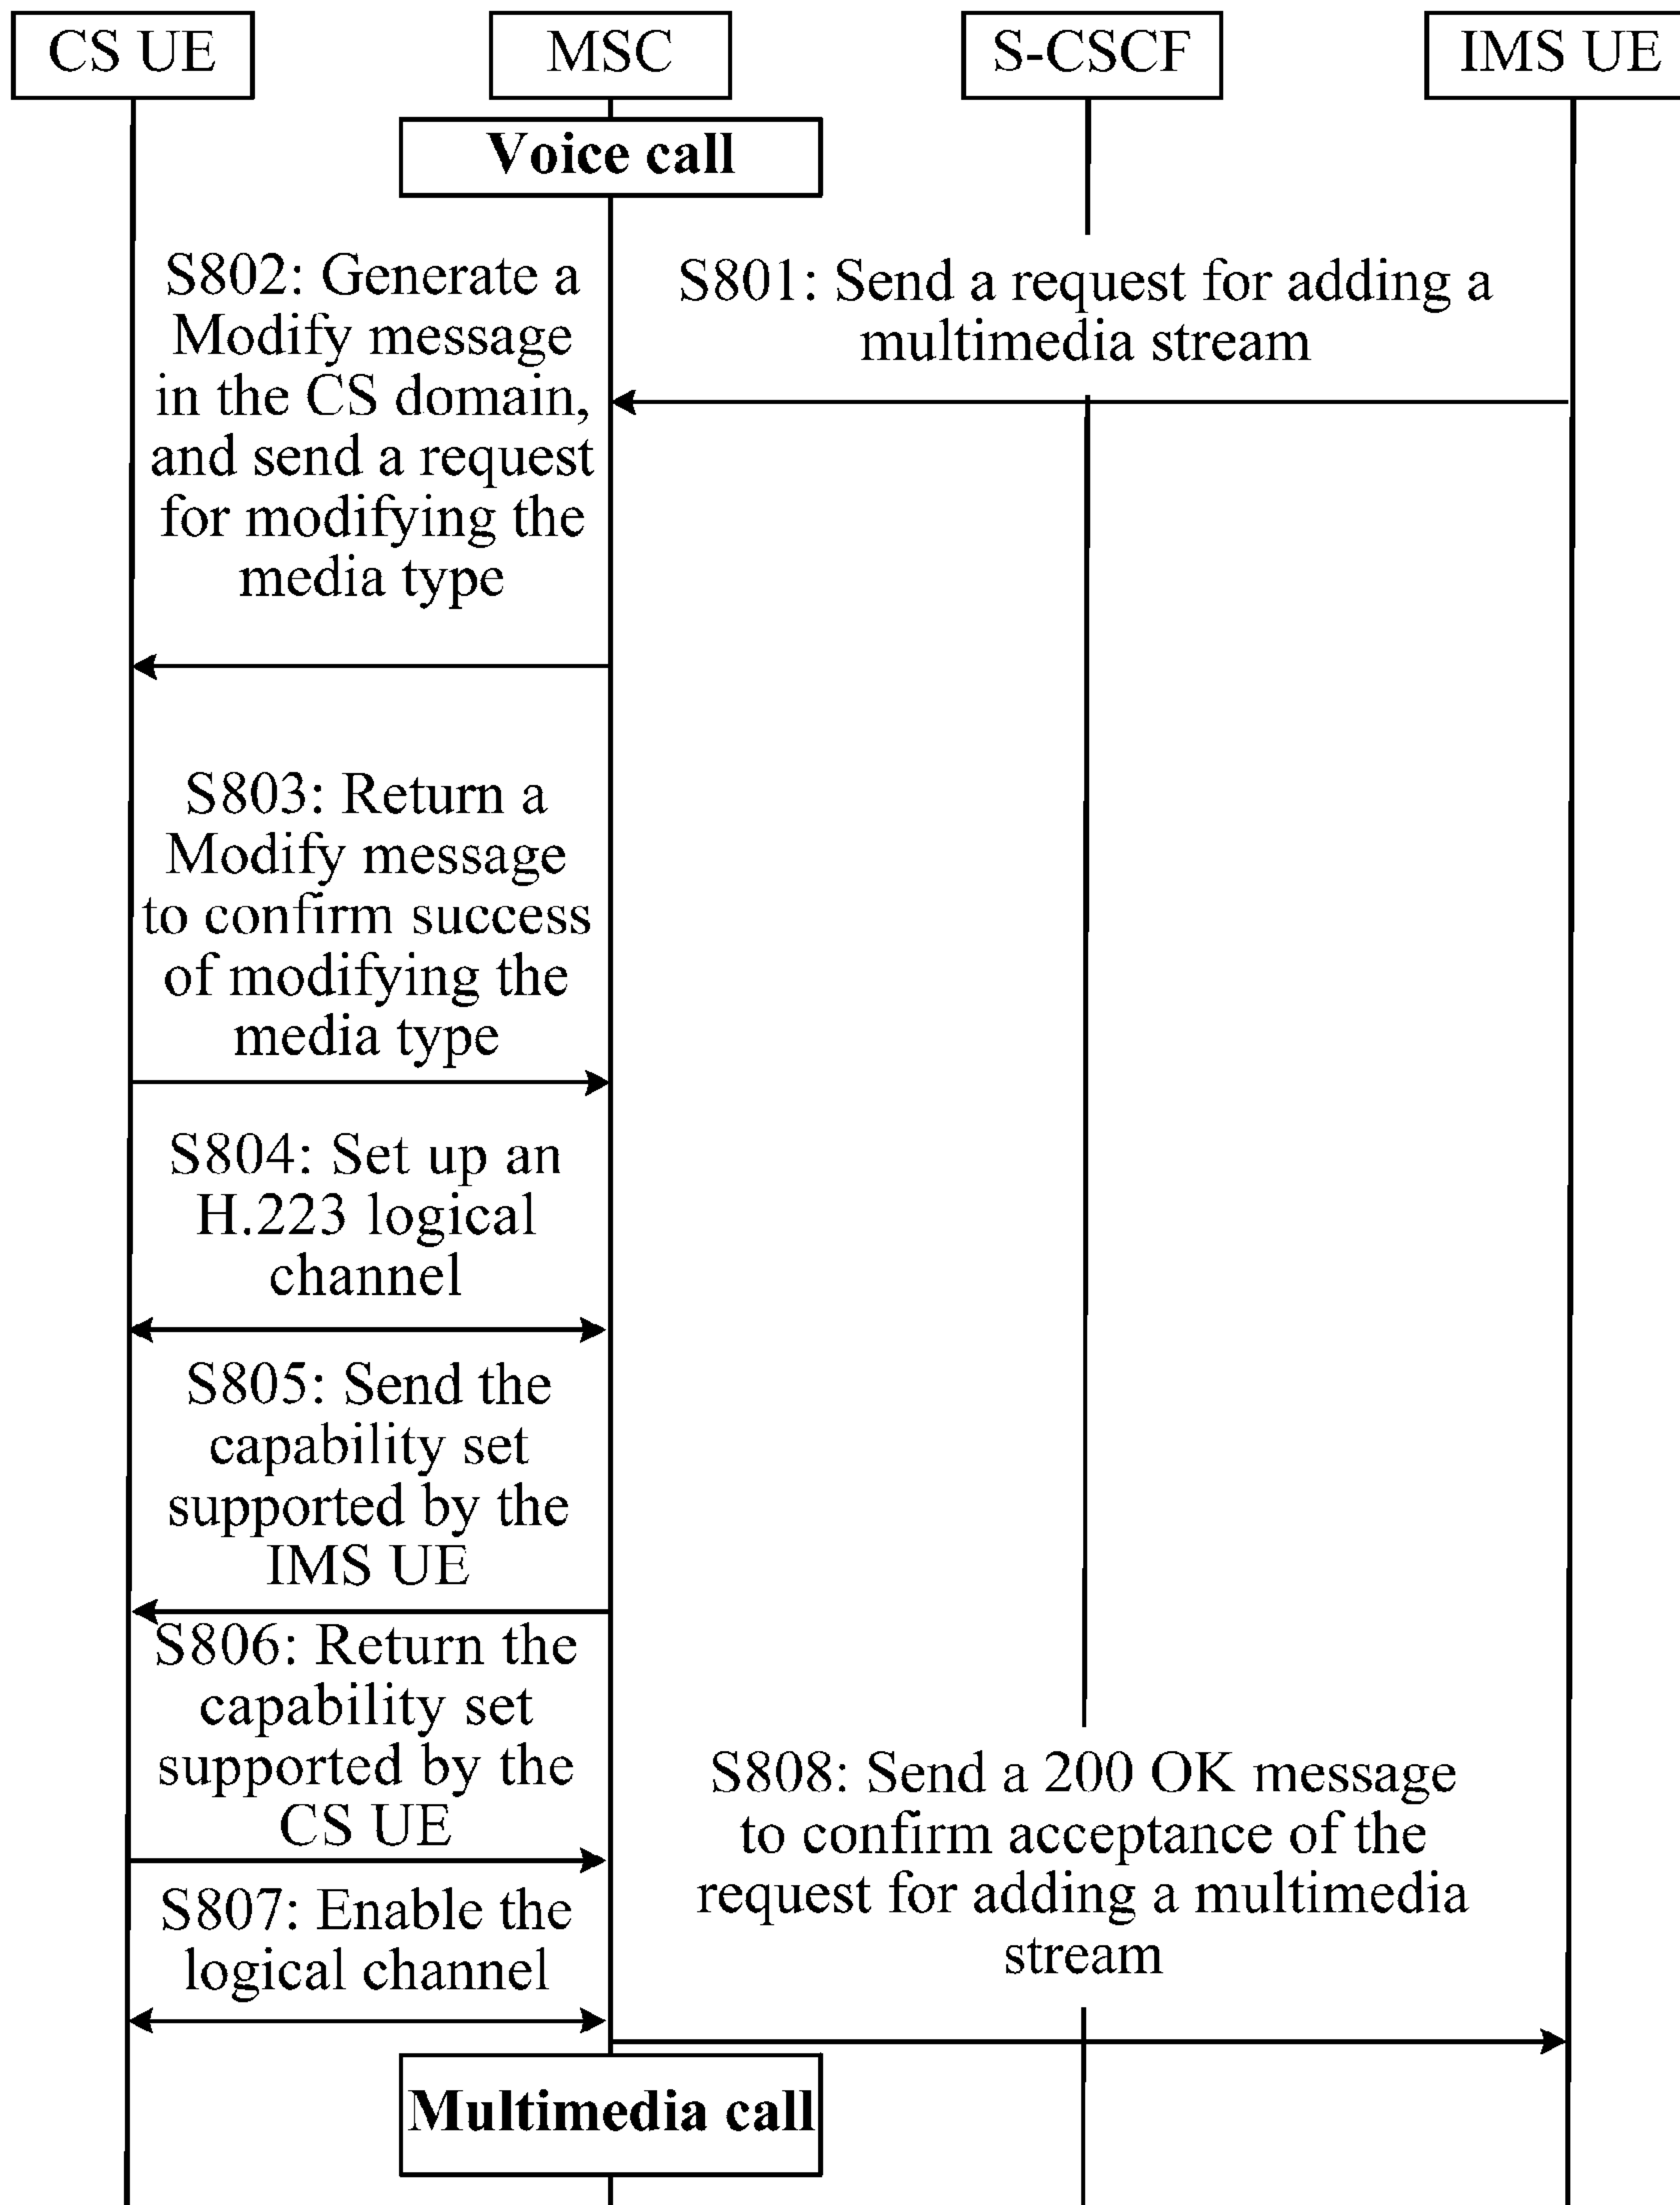 CS UE
MSC
S-CSCF
IMS UE
Voice call
S801: Send a request for adding a
multimedia stream
S802: Generate a
Modify message
in the CS domain,
and send a request
for modifying the
media type
S803: Return a
Modify message
to confirm success
of modifying the
media type
S804: Set up an
H.223 logical
channel
S805: Send the
capability set
supported by the
IMS UE
S806: Return the
capability set
supported by the
CS UE
S807: Enable the
logical channel
S808: Send a 200 OK message
to confirm acceptance of the
request for adding a multimedia
stream
Multimedia call